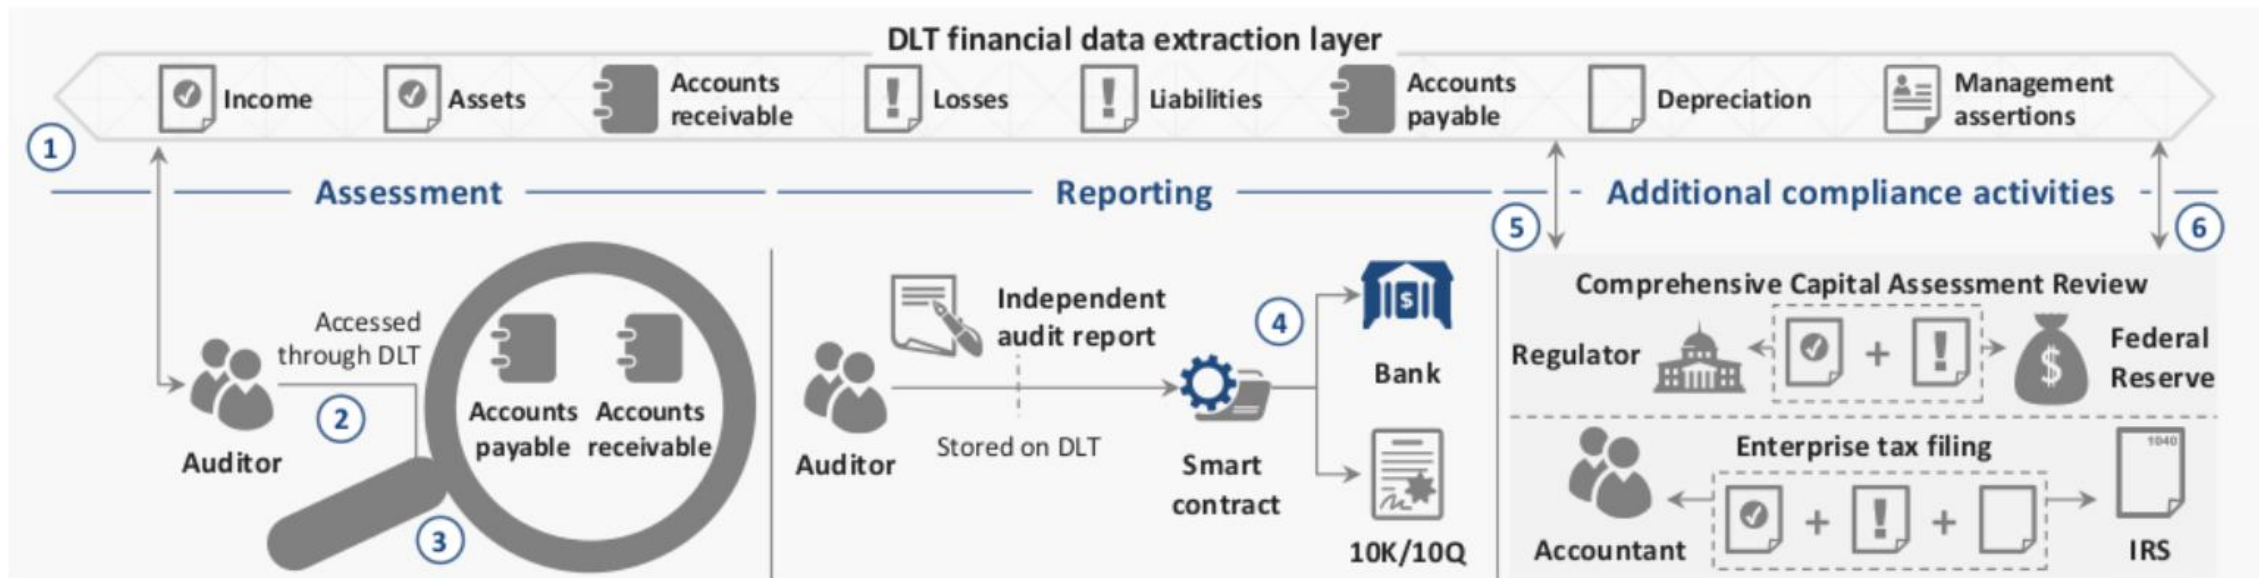 DLT financial data extraction layer
Income
Assets
Accounts
receivable
Losses
Liabilities
Accounts
payable
Depreciation
Management
assertions
1
Assessment
Reporting
Additional compliance activities
5
6
Accessed
through DLT
2
Auditor
Accounts
payable
Accounts
receivable
3
Independent
audit report
Auditor
Stored on DLT
Smart
contract
4
$
Bank
10K/10Q
Comprehensive Capital Assessment Review
Regulator
+
$
Federal
Reserve
Enterprise tax filing
Accountant
+
+
1040
IRS